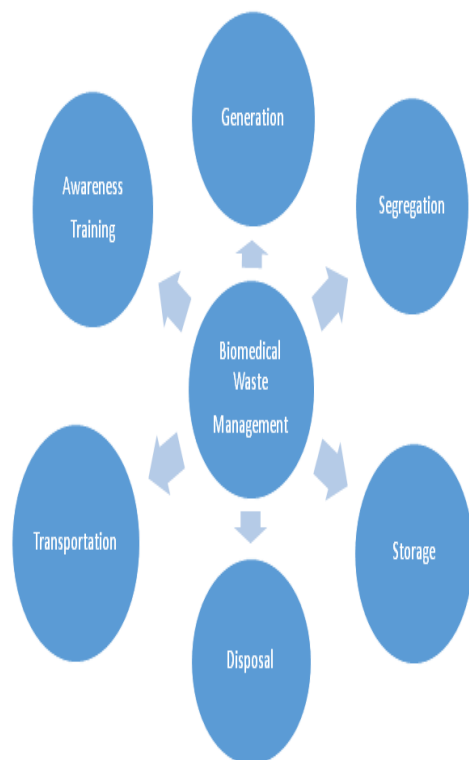 Generation
Awareness
Training
Segregation
Biomedical
Waste
Management
Transportation
Storage
Disposal